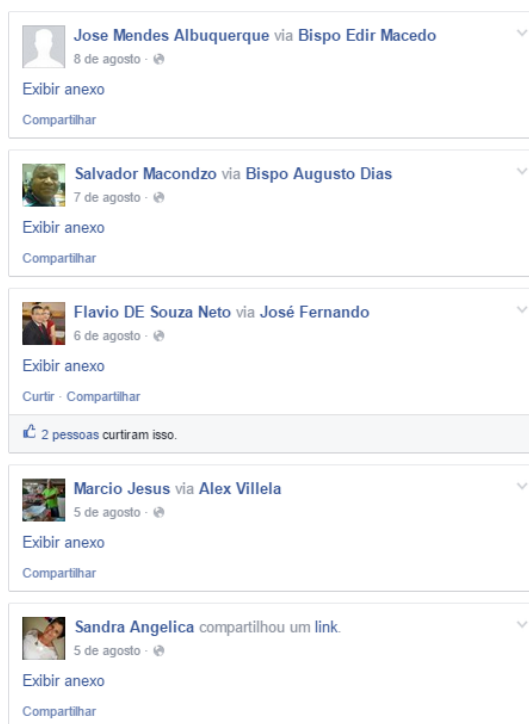 Jose Mendes Albuquerque via Bispo Edir Macedo
8 de agosto ·
Exibir anexo
Compartilhar
Salvador Macondzo via Bispo Augusto Dias
7 de agosto ·
Exibir anexo
Compartilhar
Flavio DE Souza Neto via José Fernando
6 de agosto ·
Exibir anexo
Curtir · Compartilhar
2 pessoas curtiram isso.
Marcio Jesus via Alex Villela
5 de agosto ·
Exibir anexo
Compartilhar
Sandra Angelica compartilhou um link.
5 de agosto ·
Exibir anexo
Compartilhar